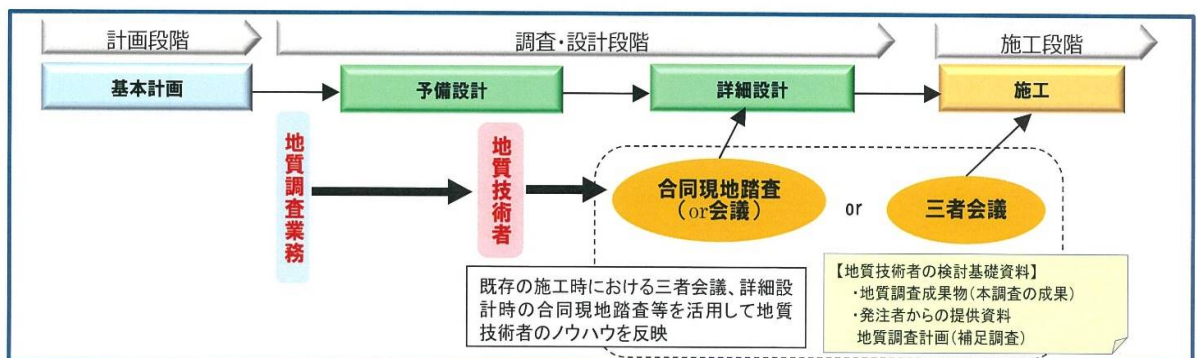 計画段階
調査・設計段階
施工段階
基本計画
予備設計
詳細設計
施工
地質調査業務
地質技術者
合同現地踏査
(or会議)
or
三者会議
既存の施工時における三者会議、詳細設
計時の合同現地踏査等を活用して地質
技術者のノウハウを反映
【地質技術者の検討基礎資料】
・地質調査成果物(本調査の成果)
・発注者からの提供資料
地質調査計画(補足調査)